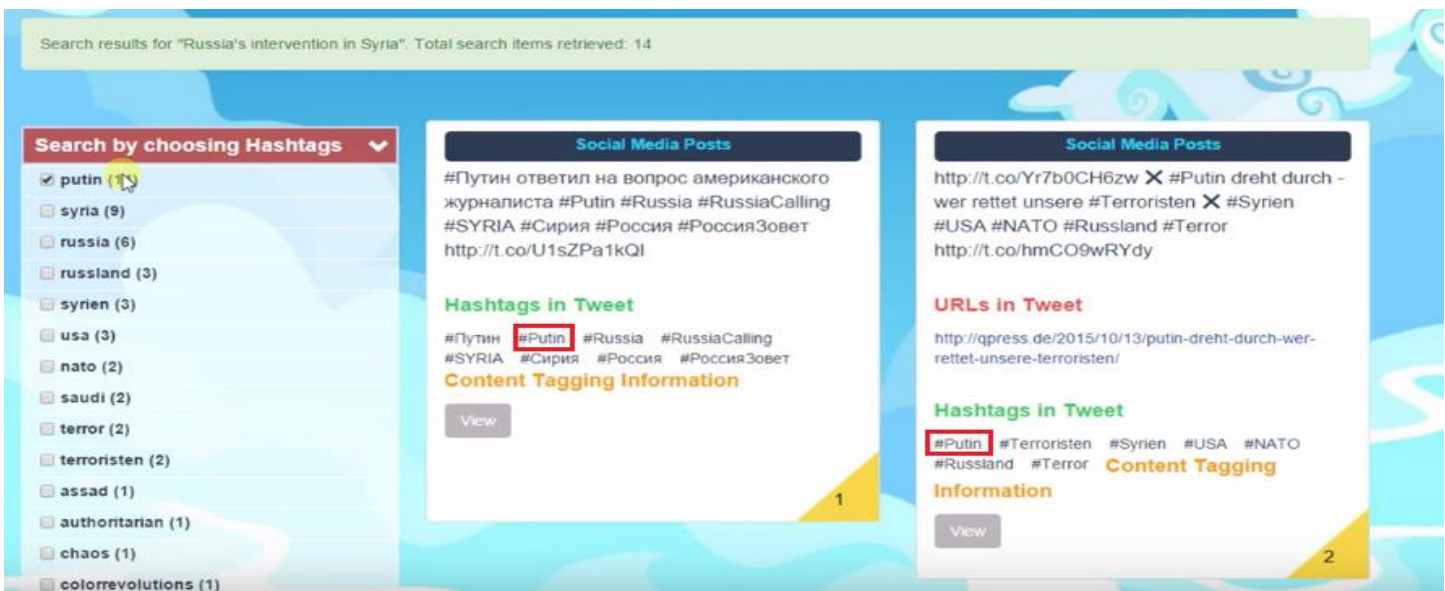 Search results for "Russia's intervention in Syria". Total search items retrieved: 14
Search by choosing Hashtags
putin
syria (9)
russia (6)
russland (3)
syrien (3)
usa (3)
nato (2)
saudi (2)
terror (2)
terroristen (2)
assad (1)
authoritarian (1)
chaos (1)
colorrevolutions (1)
Social Media Posts
#Путин ответил на вопрос американского
журналиста #Putin #Russia #RussiaCalling
#SYRIA #Сирия #Россия #РоссияЗовет
http://t.co/U1sZPa1kQI
Hashtags in Tweet
#Путин #Putin #Russia #RussiaCalling
#SYRIA #Сирия #Россия #РоссияЗовет
Content Tagging Information
View
1
Social Media Posts
http://t.co/Yr7b0CH6zw ❌ #Putin dreht durch -
wer rettet unsere #Terroristen ❌ #Syrien
#USA #NATO #Russland #Terror
http://t.co/hmCO9wRYdy
URLs in Tweet
http://qpress.de/2015/10/13/putin-dreht-durch-wer-
rettet-unsere-terroristen/
Hashtags in Tweet
#Putin #Terroristen #Syrien #USA #NATO
#Russland #Terror Content Tagging
Information
View
2